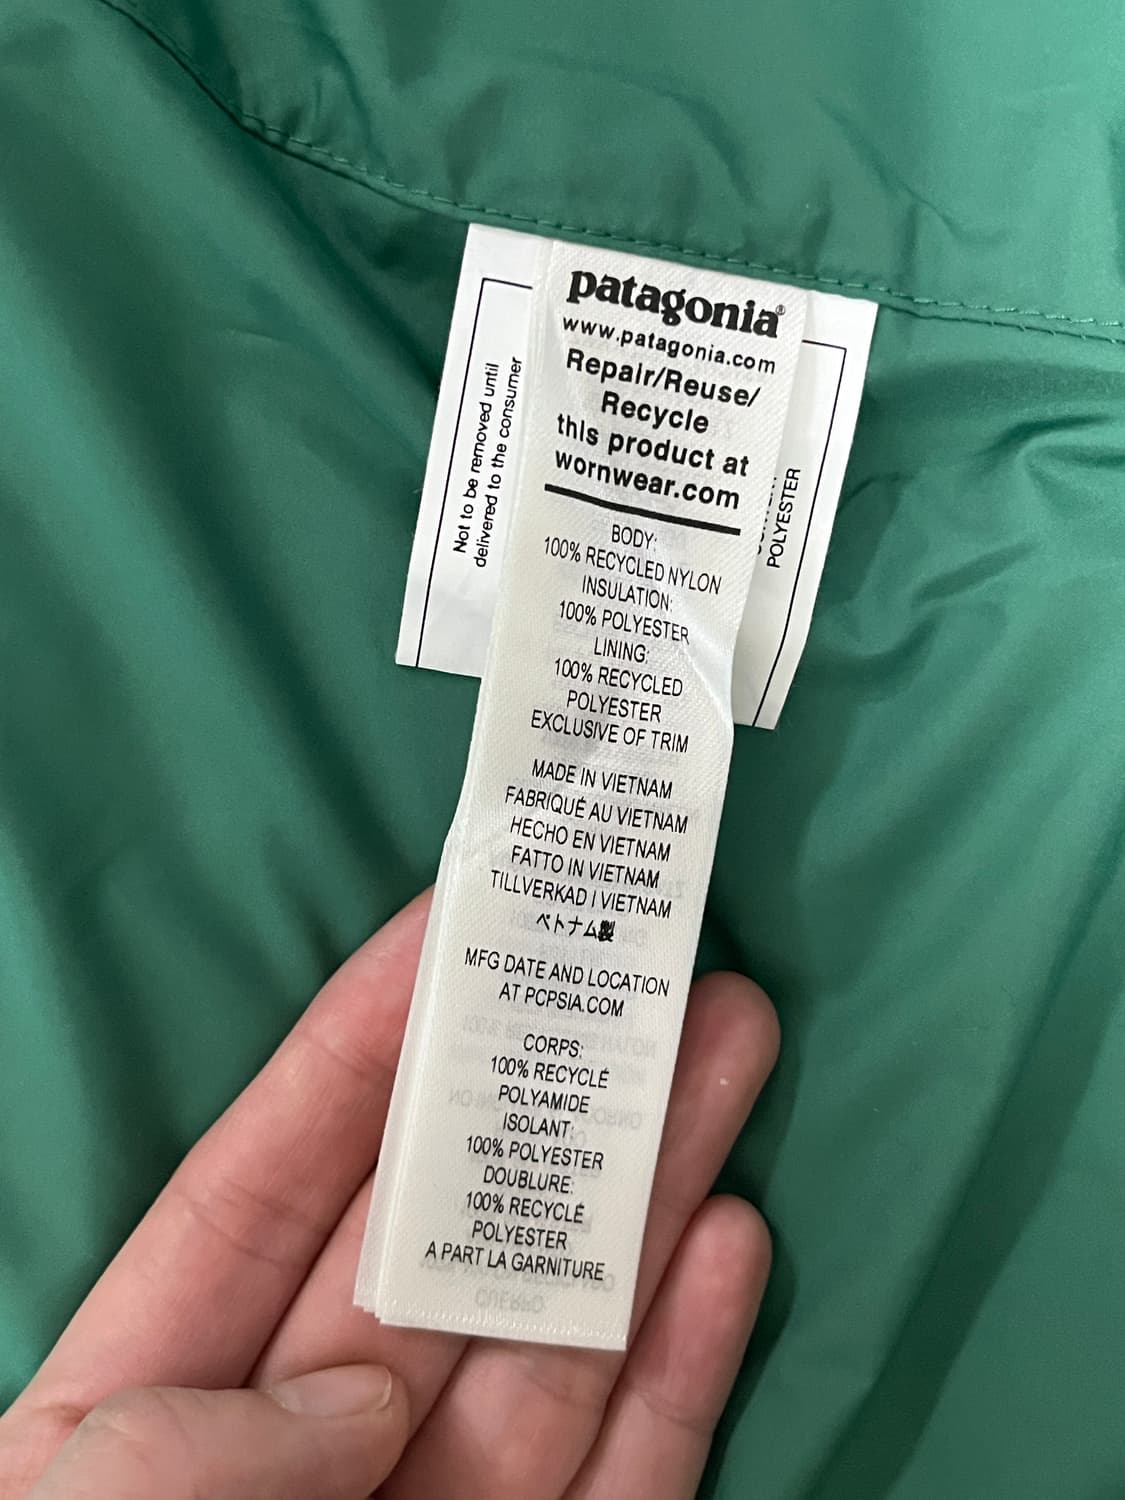 patagonia®
www.patagonia.com
Repair/Reuse/
Recycle
this product at
wornwear.com
BODY:
100% RECYCLED NYLON
INSULATION:
100% POLYESTER
LINING:
100% RECYCLED
POLYESTER
EXCLUSIVE OF TRIM
MADE IN VIETNAM
FABRIQUÉ AU VIETNAM
HECHO EN VIETNAM
FATTO IN VIETNAM
TILLVERKAD I VIETNAM
ベトナム製
MFG DATE AND LOCATION
AT PCPSIA.COM
CORPS:
100% RECYCLÉ
POLYAMIDE
ISOLANT:
100% POLYESTER
DOUBLURE:
100% RECYCLÉ
POLYESTER
A PART LA GARNITURE
Not to be removed until
delivered to the consumer
POLYESTER